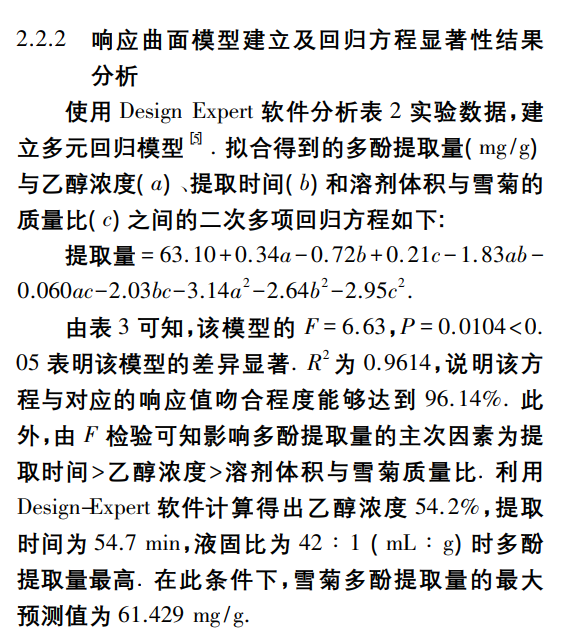 2.2.2 响应曲面模型建立及回归方程显著性结果
分析
使用 Design Expert 软件分析表 2 实验数据,建
立多元回归模型[5]. 拟合得到的多酚提取量( mg/g)
与乙醇浓度( a) 、提取时间( b) 和溶剂体积与雪菊的
质量比( c) 之间的二次多项回归方程如下:
提取量 = 63.10+0.34a-0.72b+0.21c-1.83ab-
0.060ac-2.03bc-3.14a²-2.64b²-2.95c².
由表 3 可知,该模型的 F = 6.63,P = 0.0104<0.
05 表明该模型的差异显著. R²为 0.9614,说明该方
程与对应的响应值吻合程度能够达到 96.14%. 此
外,由 F 检验可知影响多酚提取量的主次因素为提
取时间>乙醇浓度>溶剂体积与雪菊质量比. 利用
Design-Expert 软件计算得出乙醇浓度 54.2%,提取
时间为 54.7 min,液固比为 42 : 1 ( mL : g) 时多酚
提取量最高. 在此条件下,雪菊多酚提取量的最大
预测值为 61.429 mg/g.